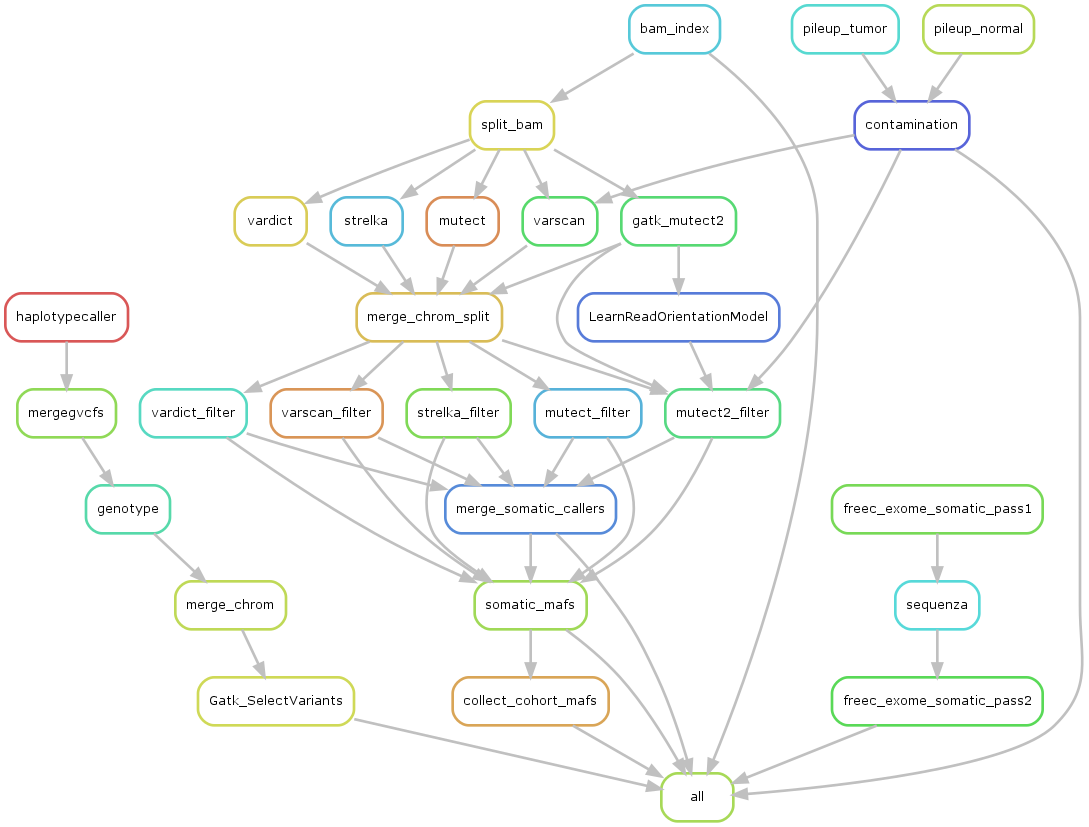 bam_index
pileup_tumor
pileup_normal
split_bam
contamination
vardict
strelka
mutect
varscan
gatk_mutect2
haplotypecaller
merge_chrom_split
LearnReadOrientationModel
mergegvcfs
vardict_filter
varscan_filter
strelka_filter
mutect_filter
mutect2_filter
genotype
merge_somatic_callers
freec_exome_somatic_pass1
merge_chrom
somatic_mafs
sequenza
Gatk_SelectVariants
collect_cohort_mafs
freec_exome_somatic_pass2
all